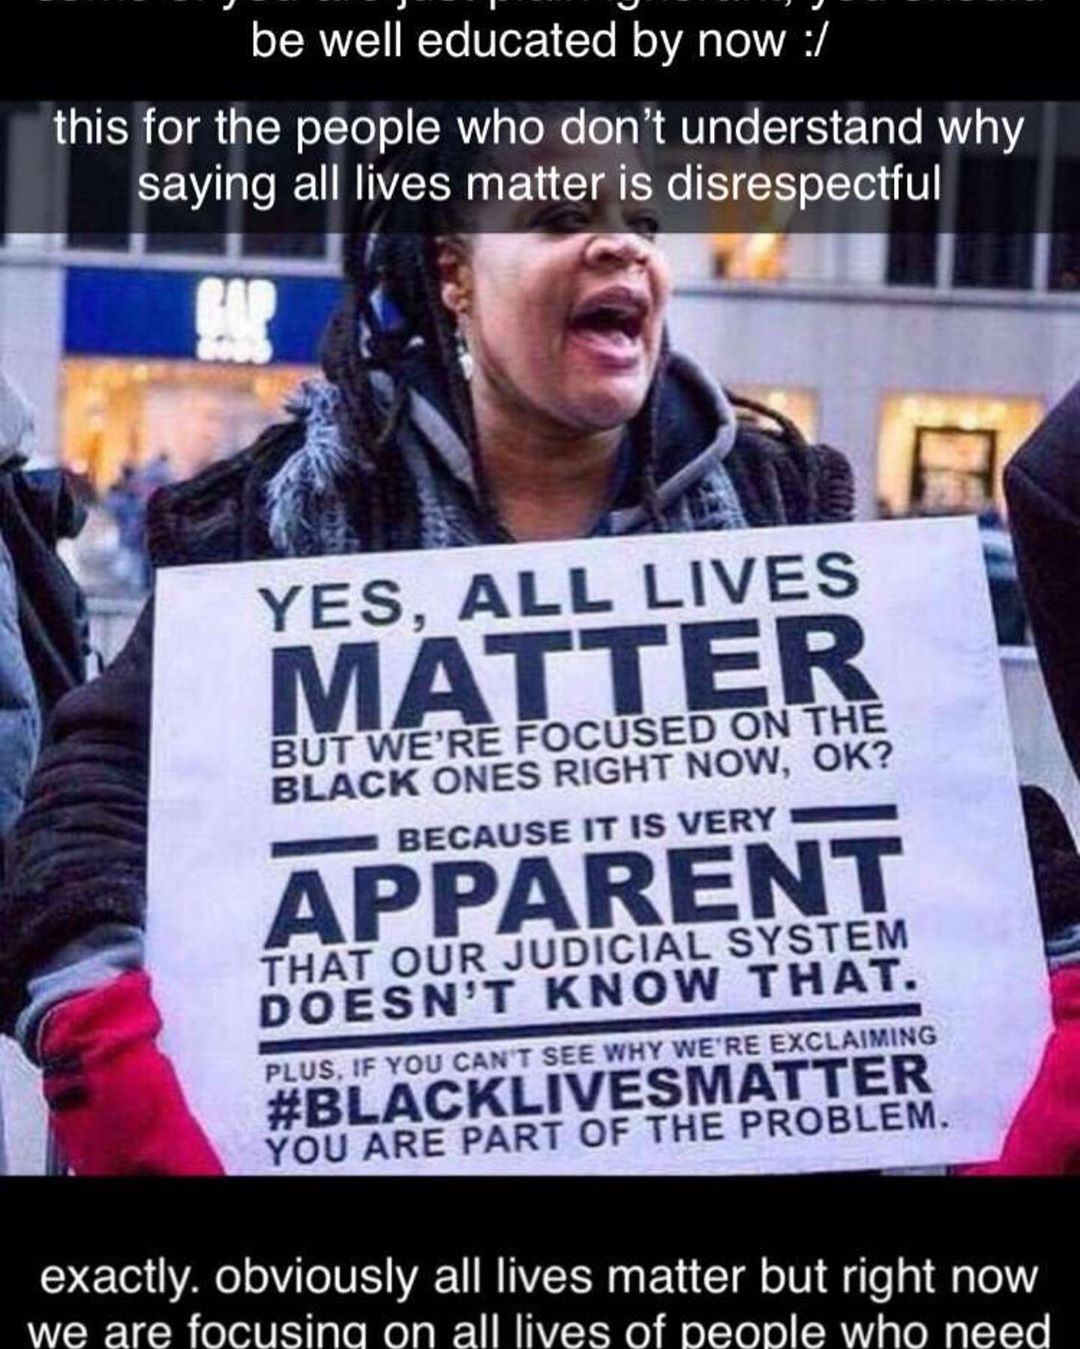 be well educated by now :/
this for the people who don't understand why
saying all lives matter is disrespectful
GAP
YES, ALL LIVES
MATTER
BUT WE'RE FOCUSED ON THE
BLACK ONES RIGHT NOW, OK?
BECAUSE IT IS VERY
APPARENT
THAT OUR JUDICIAL SYSTEM
DOESN'T KNOW THAT.
PLUS, IF YOU CAN'T SEE WHY WE'RE EXCLAIMING
#BLACKLIVESMATTER
YOU ARE PART OF THE PROBLEM.
exactly. obviously all lives matter but right now
we are focusing on all lives of people who need